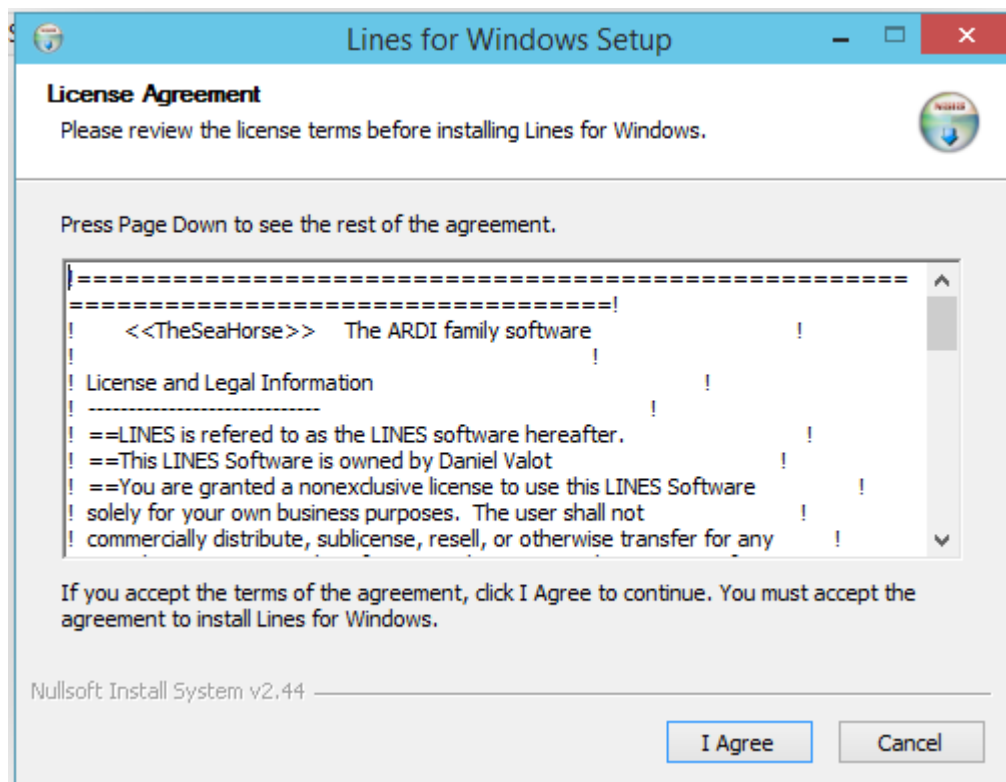 Lines for Windows Setup
License Agreement
Please review the license terms before installing Lines for Windows.
Press Page Down to see the rest of the agreement.
!====================================================
==================================!
! <<TheSeaHorse>> The ARDI family software !
! !
! License and Legal Information !
! ----------------------------- !
! ==LINES is refered to as the LINES software hereafter. !
! ==This LINES Software is owned by Daniel Valot !
! ==You are granted a nonexclusive license to use this LINES Software !
! solely for your own business purposes. The user shall not !
! commercially distribute, sublicense, resell, or otherwise transfer for any !
If you accept the terms of the agreement, click I Agree to continue. You must accept the
agreement to install Lines for Windows.
Nullsoft Install System v2.44
I Agree Cancel